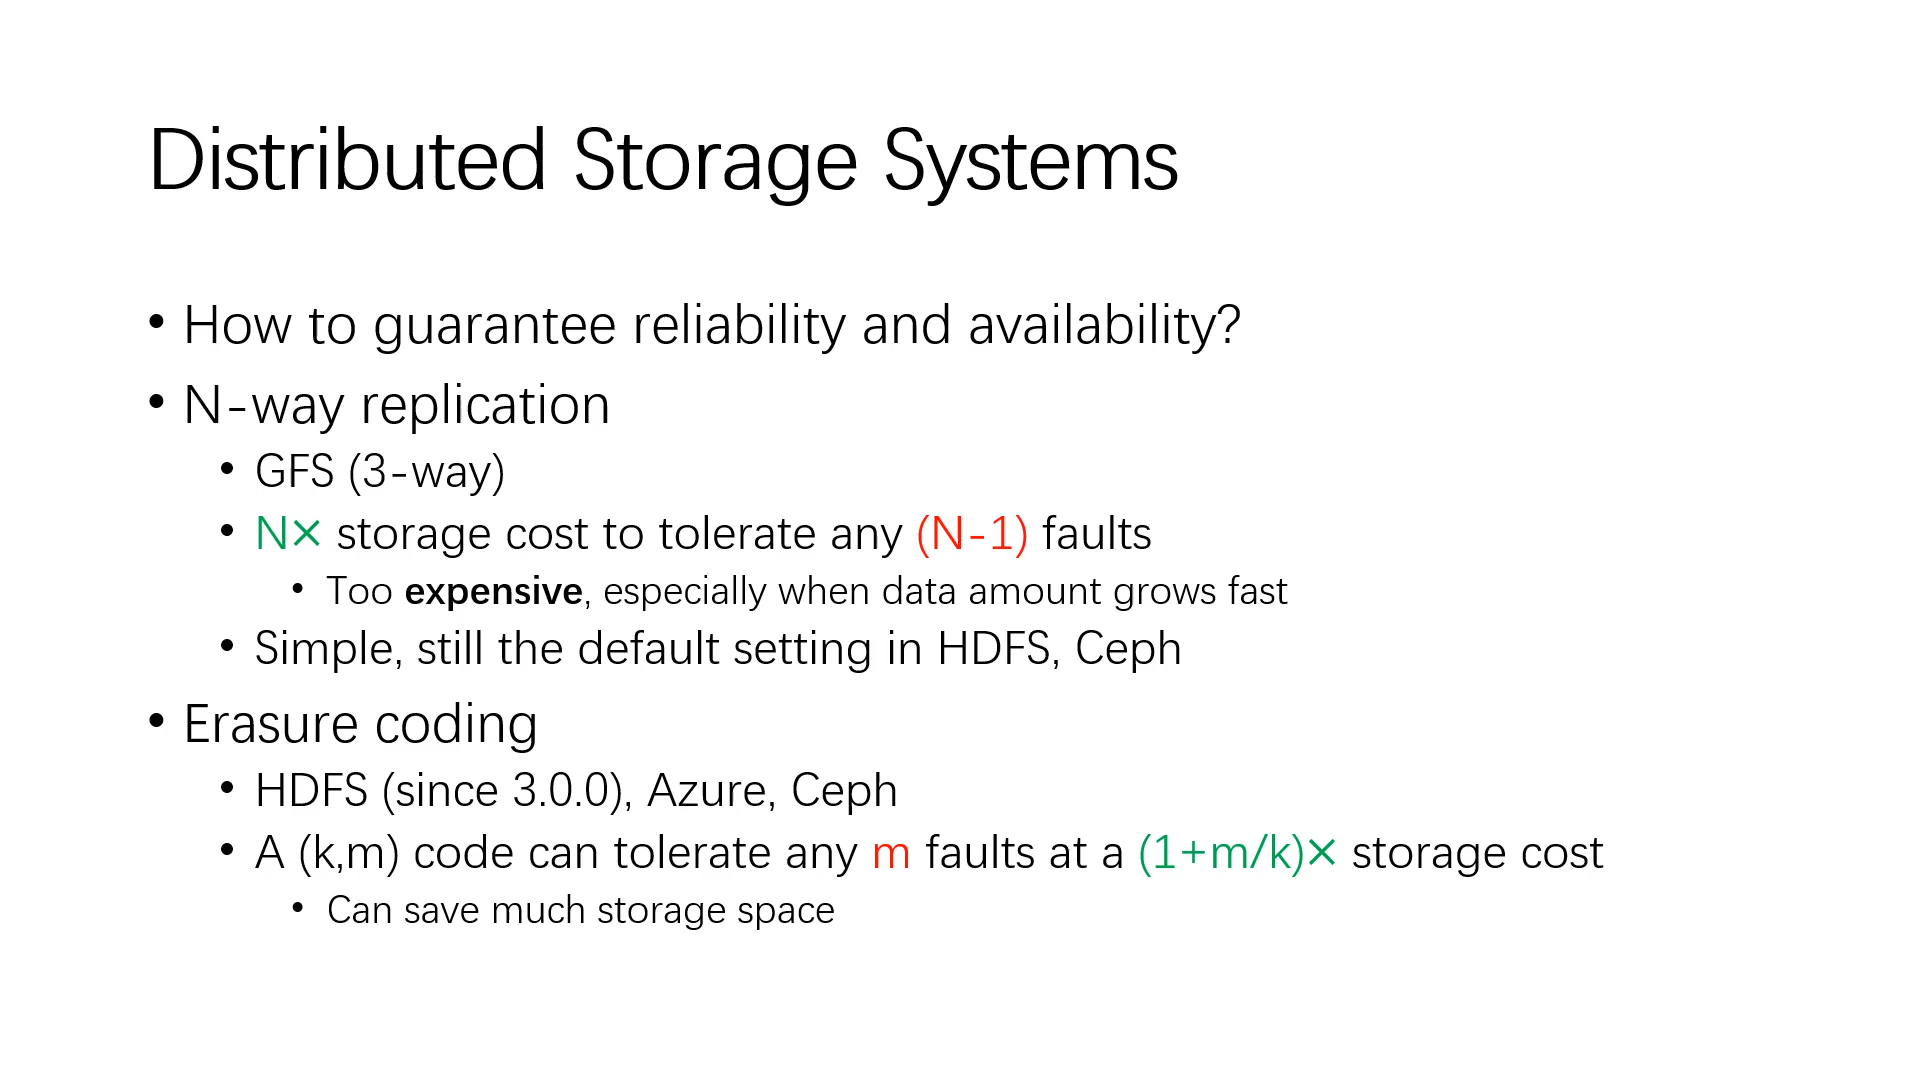 Distributed Storage Systems
• How to guarantee reliability and availability?
• N-way replication
• GFS (3-way)
• N× storage cost to tolerate any (N-1) faults
• Too expensive, especially when data amount grows fast
• Simple, still the default setting in HDFS, Ceph
• Erasure coding
• HDFS (since 3.0.0), Azure, Ceph
• A (k,m) code can tolerate any m faults at a (1+m/k)× storage cost
• Can save much storage space